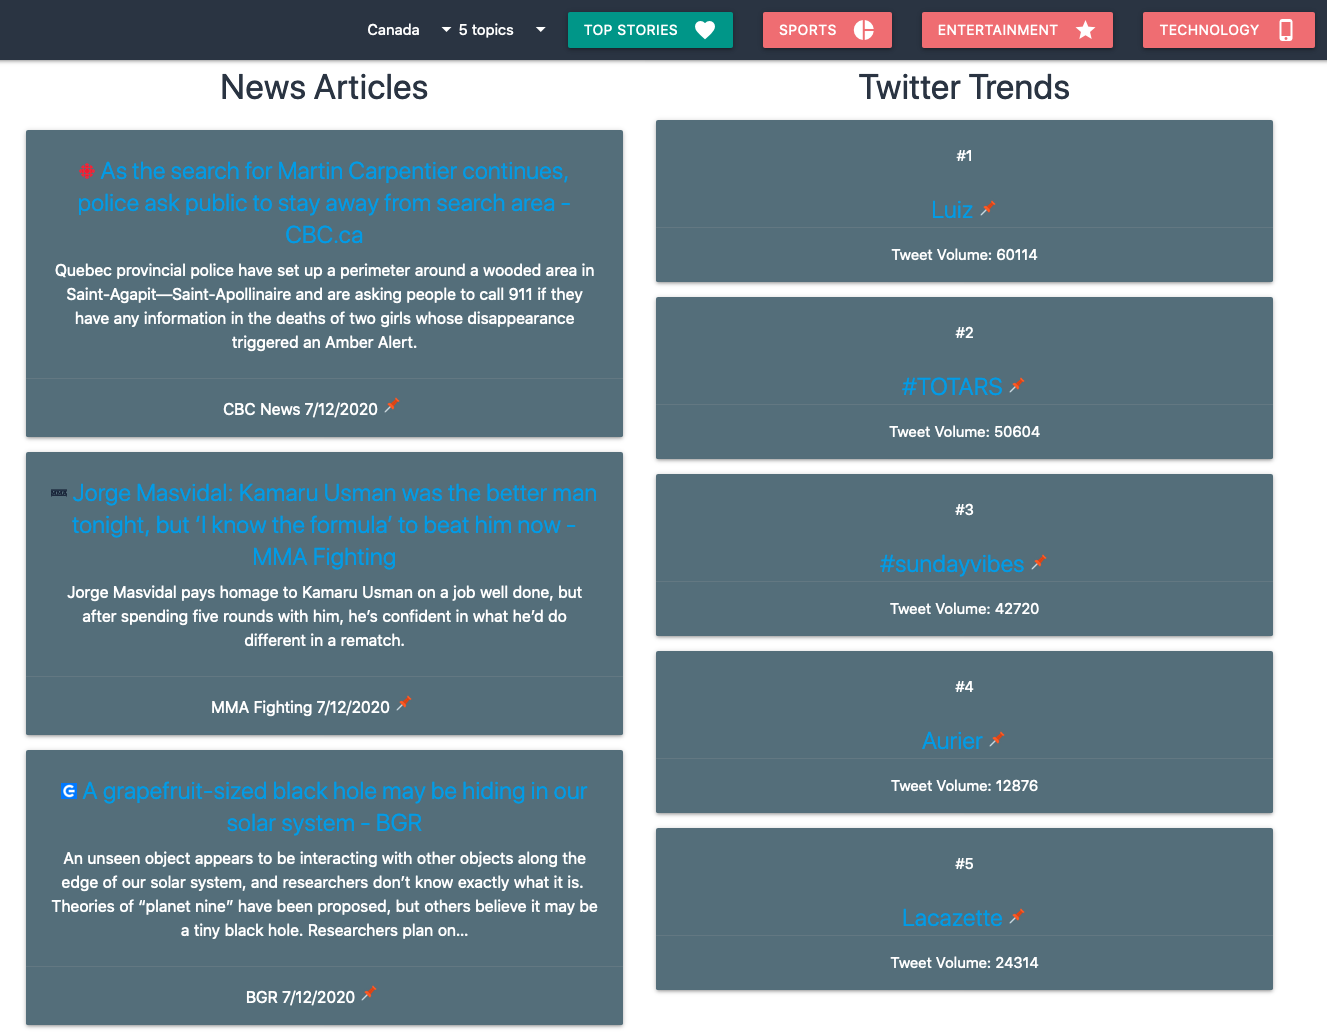 Canada
5 topics
TOP STORIES
SPORTS
ENTERTAINMENT
TECHNOLOGY
News Articles
As the search for Martin Carpentier continues,
police ask public to stay away from search area -
CBC.ca
Quebec provincial police have set up a perimeter around a wooded area in
Saint-Agapit—Saint-Apollinaire and are asking people to call 911 if they
have any information in the deaths of two girls whose disappearance
triggered an Amber Alert.
CBC News 7/12/2020
Jorge Masvidal: Kamaru Usman was the better man
tonight, but ‘I know the formula’ to beat him now -
MMA Fighting
Jorge Masvidal pays homage to Kamaru Usman on a job well done, but
after spending five rounds with him, he’s confident in what he’d do
different in a rematch.
MMA Fighting 7/12/2020
A grapefruit-sized black hole may be hiding in our
solar system - BGR
An unseen object appears to be interacting with other objects along the
edge of our solar system, and researchers don’t know exactly what it is.
Theories of “planet nine” have been proposed, but others believe it may be
a tiny black hole. Researchers plan on…
BGR 7/12/2020
Twitter Trends
#1
Luiz
Tweet Volume: 60114
#2
#TOTARS
Tweet Volume: 50604
#3
#sundayvibes
Tweet Volume: 42720
#4
Aurier
Tweet Volume: 12876
#5
Lacazette
Tweet Volume: 24314